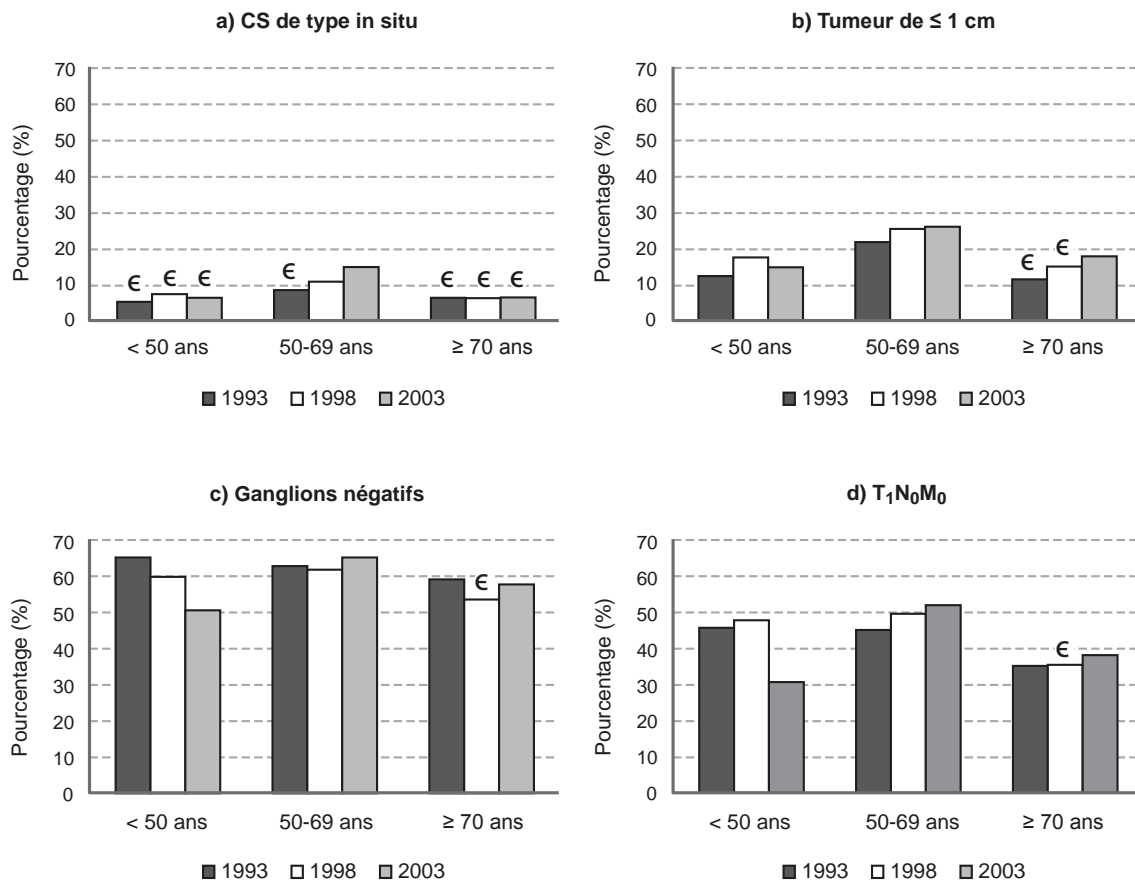 a) CS de type in situ
Pourcentage (%)
70
60
50
40
30
20
10
0
ϵ ϵ ϵ ϵ ϵ ϵ ϵ
< 50 ans 50-69 ans ≥ 70 ans
1993 1998 2003
b) Tumeur de ≤ 1 cm
Pourcentage (%)
70
60
50
40
30
20
10
0
ϵ ϵ
< 50 ans 50-69 ans ≥ 70 ans
1993 1998 2003
c) Ganglions négatifs
Pourcentage (%)
70
60
50
40
30
20
10
0
ϵ
< 50 ans 50-69 ans ≥ 70 ans
1993 1998 2003
d) T₁N₀M₀
Pourcentage (%)
70
60
50
40
30
20
10
0
ϵ
< 50 ans 50-69 ans ≥ 70 ans
1993 1998 2003